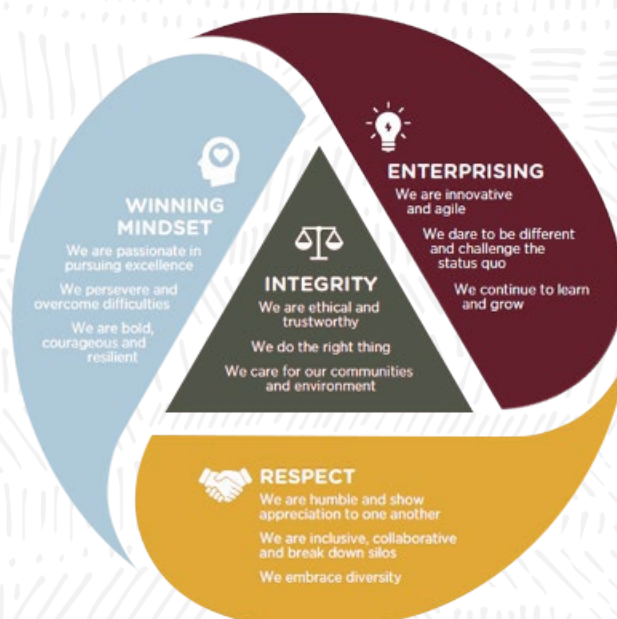 WINNING
MINDSET
We are passionate in
pursuing excellence
We persevere and
overcome difficulties
We are bold,
courageous and
resilient
ENTERPRISING
We are innovative
and agile
We dare to be different
and challenge the
status quo
We continue to learn
and grow
INTEGRITY
We are ethical and
trustworthy
We do the right thing
We care for our communities
and environment
RESPECT
We are humble and show
appreciation to one another
We are inclusive, collaborative
and break down silos
We embrace diversity